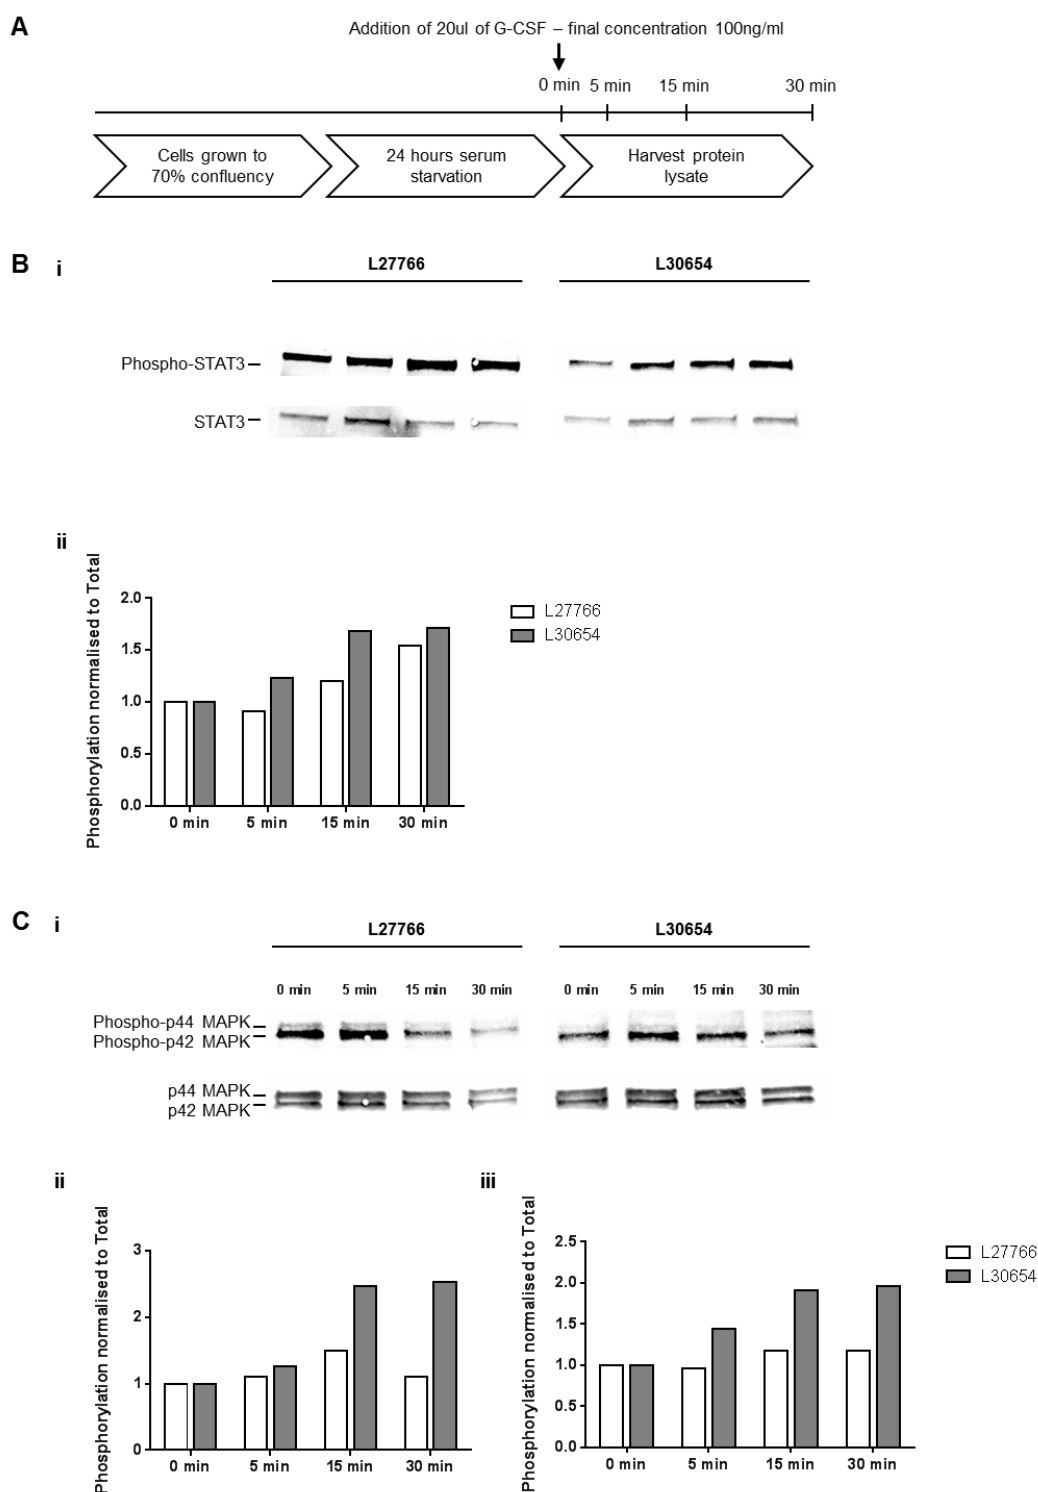 A
Addition of 20ul of G-CSF – final concentration 100ng/ml
0 min 5 min 15 min 30 min
Cells grown to
70% confluency
24 hours serum
starvation
Harvest protein
lysate
B i
L27766 L30654
Phospho-STAT3
STAT3
ii
Phosphorylation normalised to Total
2.0
1.5
1.0
0.5
0.0
0 min 5 min 15 min 30 min
L27766
L30654
C i
L27766 L30654
0 min 5 min 15 min 30 min 0 min 5 min 15 min 30 min
Phospho-p44 MAPK
Phospho-p42 MAPK
p44 MAPK
p42 MAPK
ii
Phosphorylation normalised to Total
3
2
1
0
0 min 5 min 15 min 30 min
iii
Phosphorylation normalised to Total
2.5
2.0
1.5
1.0
0.5
0.0
0 min 5 min 15 min 30 min
L27766
L30654